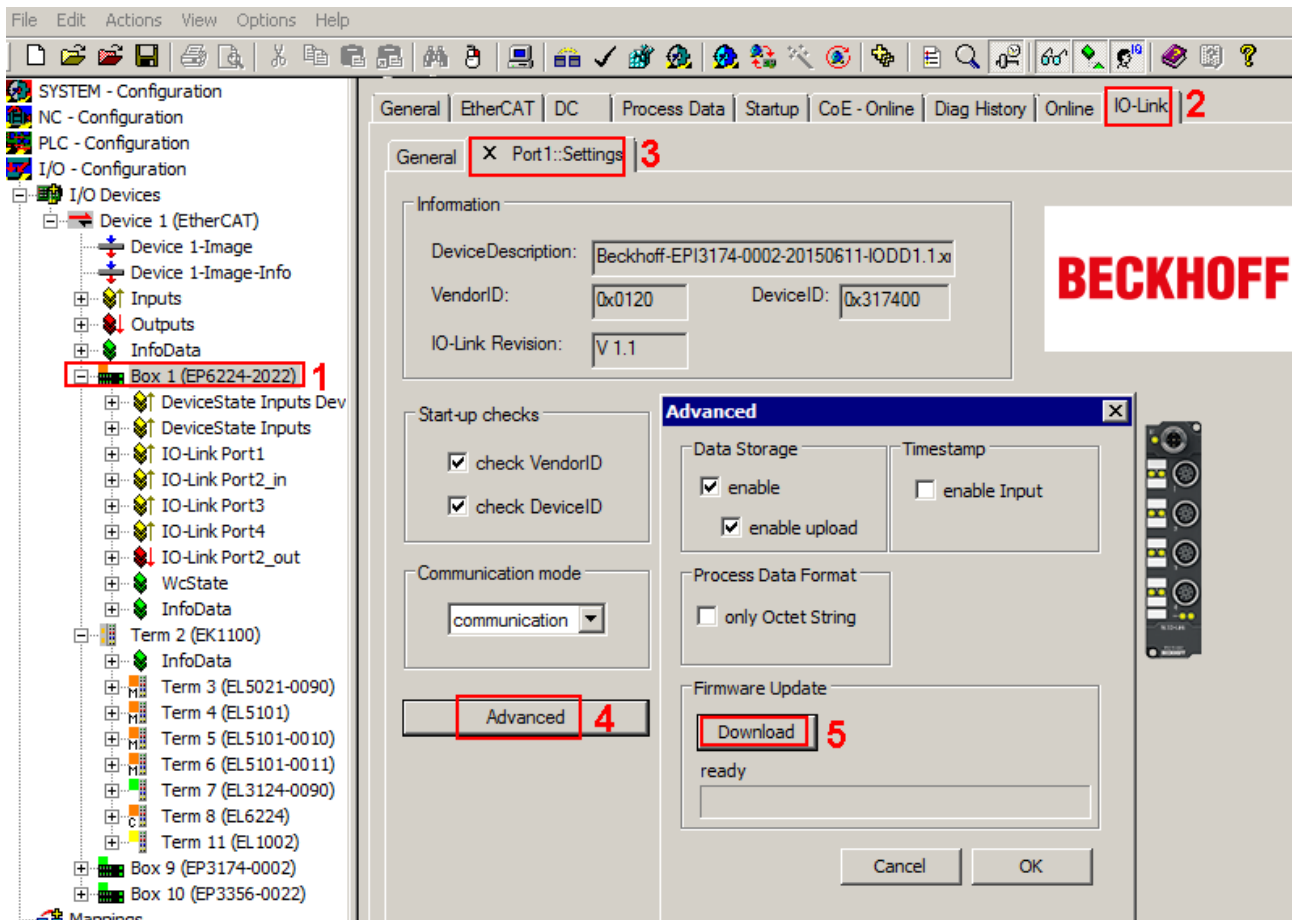 File Edit Actions View Options Help
SYSTEM - Configuration
NC - Configuration
PLC - Configuration
I/O - Configuration
I/O Devices
Device 1 (EtherCAT)
Device 1-Image
Device 1-Image-Info
Inputs
Outputs
InfoData
Box 1 (EP6224-2022) 1
DeviceState Inputs Dev
DeviceState Inputs
IO-Link Port1
IO-Link Port2_in
IO-Link Port3
IO-Link Port4
IO-Link Port2_out
WcState
InfoData
Term 2 (EK1100)
InfoData
Term 3 (EL5021-0090)
Term 4 (EL5101)
Term 5 (EL5101-0010)
Term 6 (EL5101-0011)
Term 7 (EL3124-0090)
Term 8 (EL6224)
Term 11 (EL1002)
Box 9 (EP3174-0002)
Box 10 (EP3356-0022)
Mappings
General EtherCAT DC Process Data Startup CoE - Online Diag History Online IO-Link 2
General X Port1::Settings 3
Information
DeviceDescription: Beckhoff-EPI3174-0002-20150611-IODD1.1.x
VendorID: 0x0120 DeviceID: 0x317400
IO-Link Revision: V 1.1
BECKHOFF
Start-up checks
check VendorID
check DeviceID
Communication mode
communication
Advanced 4
Advanced
Data Storage
enable
enable upload
Timestamp
enable Input
Process Data Format
only Octet String
Firmware Update
Download 5
ready
Cancel OK